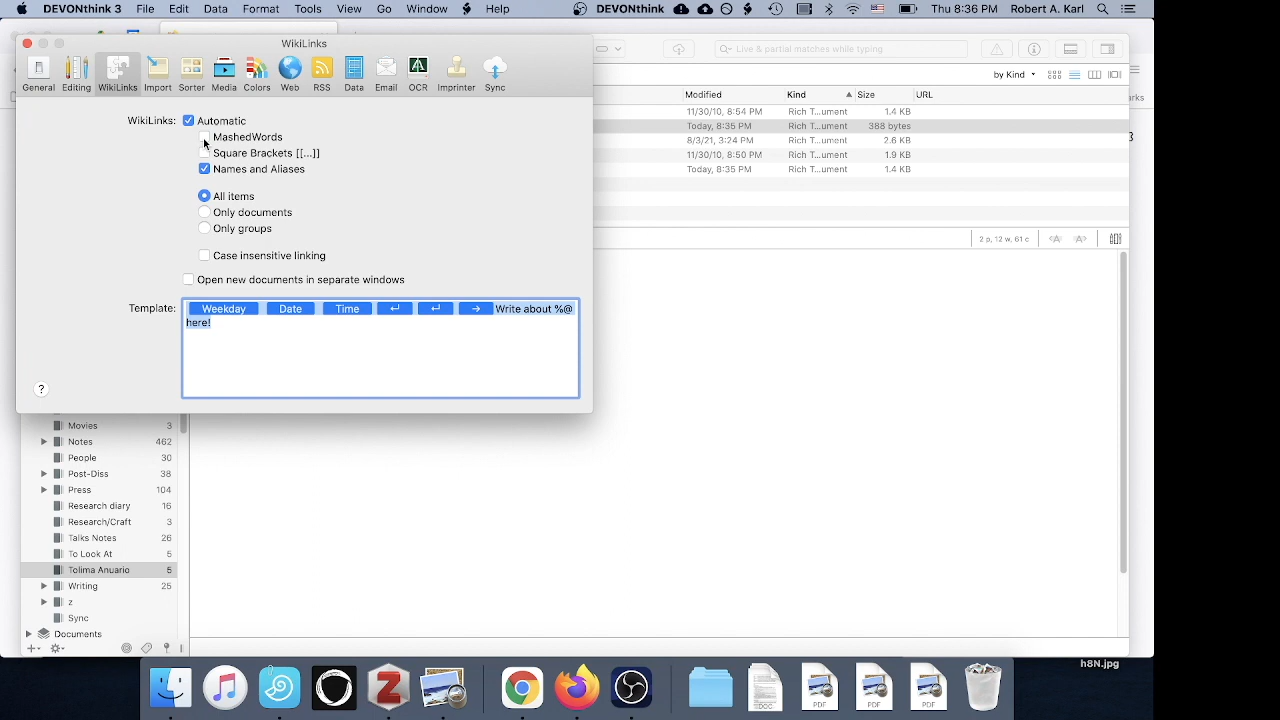 DEVONthink 3 File Edit Data Format Tools View Go Window Help DEVONthink Thu 8:36 PM Robert A. Karl
WikiLinks
Live & partial matches while typing
General Editing WikiLinks Import Sorter Media Colors Web RSS Data Email OCR Imprinter Sync
by Kind
arks
Modified Kind Size URL
11/30/10, 8:54 PM Rich T...ument 1.4 KB
Today, 8:35 PM Rich T...ument 388 bytes
8/3/21, 3:24 PM Rich T...ument 2.6 KB
11/30/10, 8:50 PM Rich T...ument 1.9 KB
Today, 8:35 PM Rich T...ument 1.4 KB
WikiLinks: Automatic
MashedWords
Square Brackets [[...]]
Names and Aliases
All items
Only documents
Only groups
Case insensitive linking
Open new documents in separate windows
2 p, 12 w, 61 c
Template: Weekday Date Time ↵ ↵ → Write about %@
here!
?
Movies 3
Notes 462
People 30
Post-Diss 38
Press 104
Research diary 16
Research/Craft 3
Talks Notes 26
To Look At 5
Tolima Anuario 5
Writing 25
z
Sync
Documents
h8N.jpg
DOC
PDF
PDF
PDF